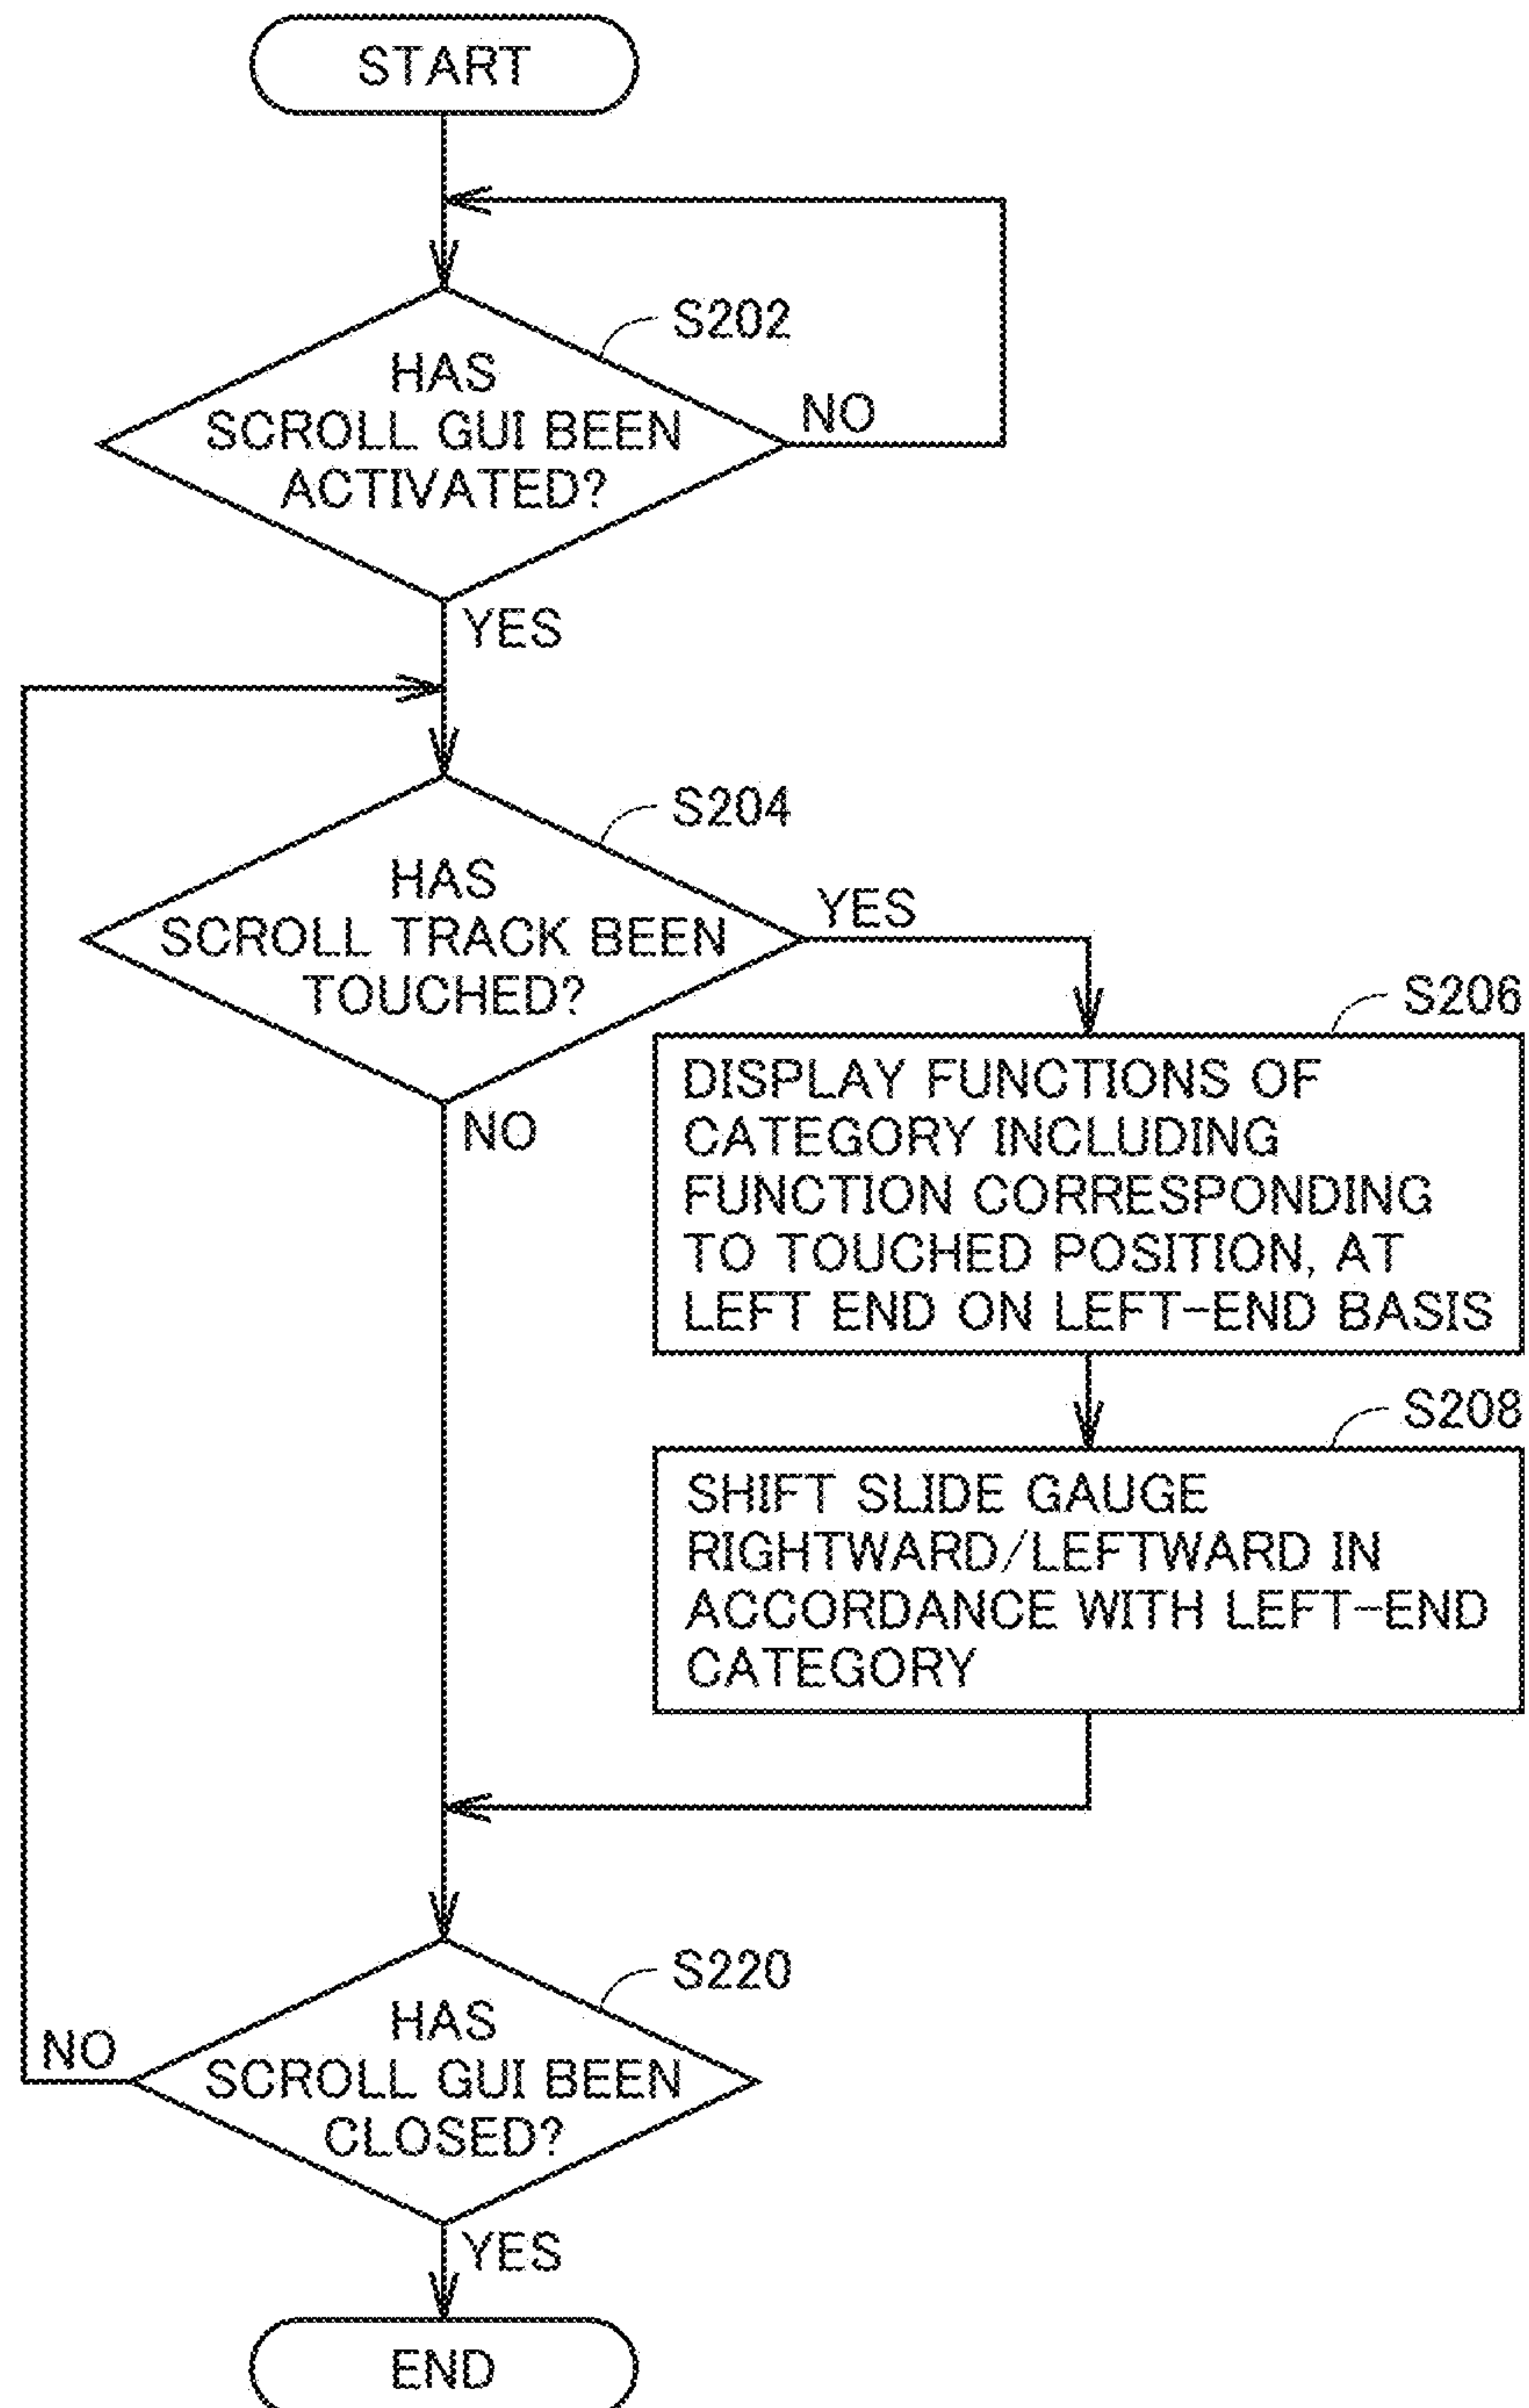 START
S202
HAS
SCROLL GUI BEEN
ACTIVATED?
NO
YES
S204
HAS
SCROLL TRACK BEEN
TOUCHED?
YES
NO
S206
DISPLAY FUNCTIONS OF
CATEGORY INCLUDING
FUNCTION CORRESPONDING
TO TOUCHED POSITION, AT
LEFT END ON LEFT-END BASIS
S208
SHIFT SLIDE GAUGE
RIGHTWARD/LEFTWARD IN
ACCORDANCE WITH LEFT-END
CATEGORY
S220
HAS
SCROLL GUI BEEN
CLOSED?
NO
YES
END